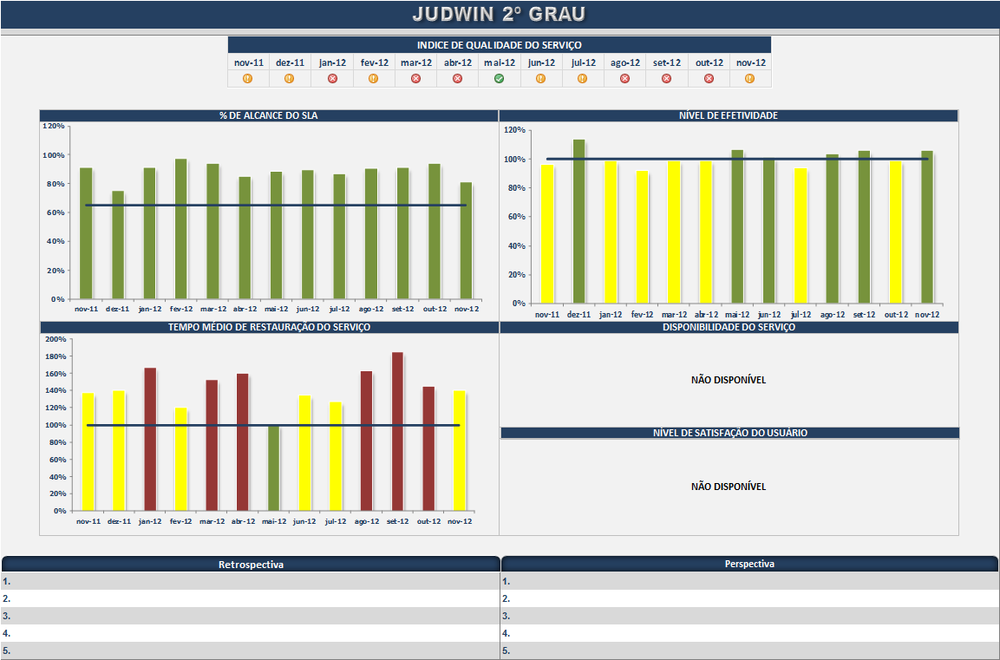 JUDWIN 2º GRAU
INDICE DE QUALIDADE DO SERVIÇO
nov-11 dez-11 jan-12 fev-12 mar-12 abr-12 mai-12 jun-12 jul-12 ago-12 set-12 out-12 nov-12
% DE ALCANCE DO SLA
120%
100%
80%
60%
40%
20%
0%
nov-11 dez-11 jan-12 fev-12 mar-12 abr-12 mai-12 jun-12 jul-12 ago-12 set-12 out-12 nov-12
NÍVEL DE EFETIVIDADE
120%
100%
80%
60%
40%
20%
0%
nov-11 dez-11 jan-12 fev-12 mar-12 abr-12 mai-12 jun-12 jul-12 ago-12 set-12 out-12 nov-12
TEMPO MÉDIO DE RESTAURAÇÃO DO SERVIÇO
200%
180%
160%
140%
120%
100%
80%
60%
40%
20%
0%
nov-11 dez-11 jan-12 fev-12 mar-12 abr-12 mai-12 jun-12 jul-12 ago-12 set-12 out-12 nov-12
DISPONIBILIDADE DO SERVIÇO
NÃO DISPONÍVEL
NÍVEL DE SATISFAÇÃO DO USUÁRIO
NÃO DISPONÍVEL
Retrospectiva
1.
2.
3.
4.
5.
Perspectiva
1.
2.
3.
4.
5.